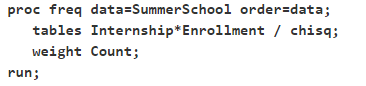 proc freq data=SummerSchool order=data;
   tables Internship*Enrollment / chisq;
   weight Count;
run;